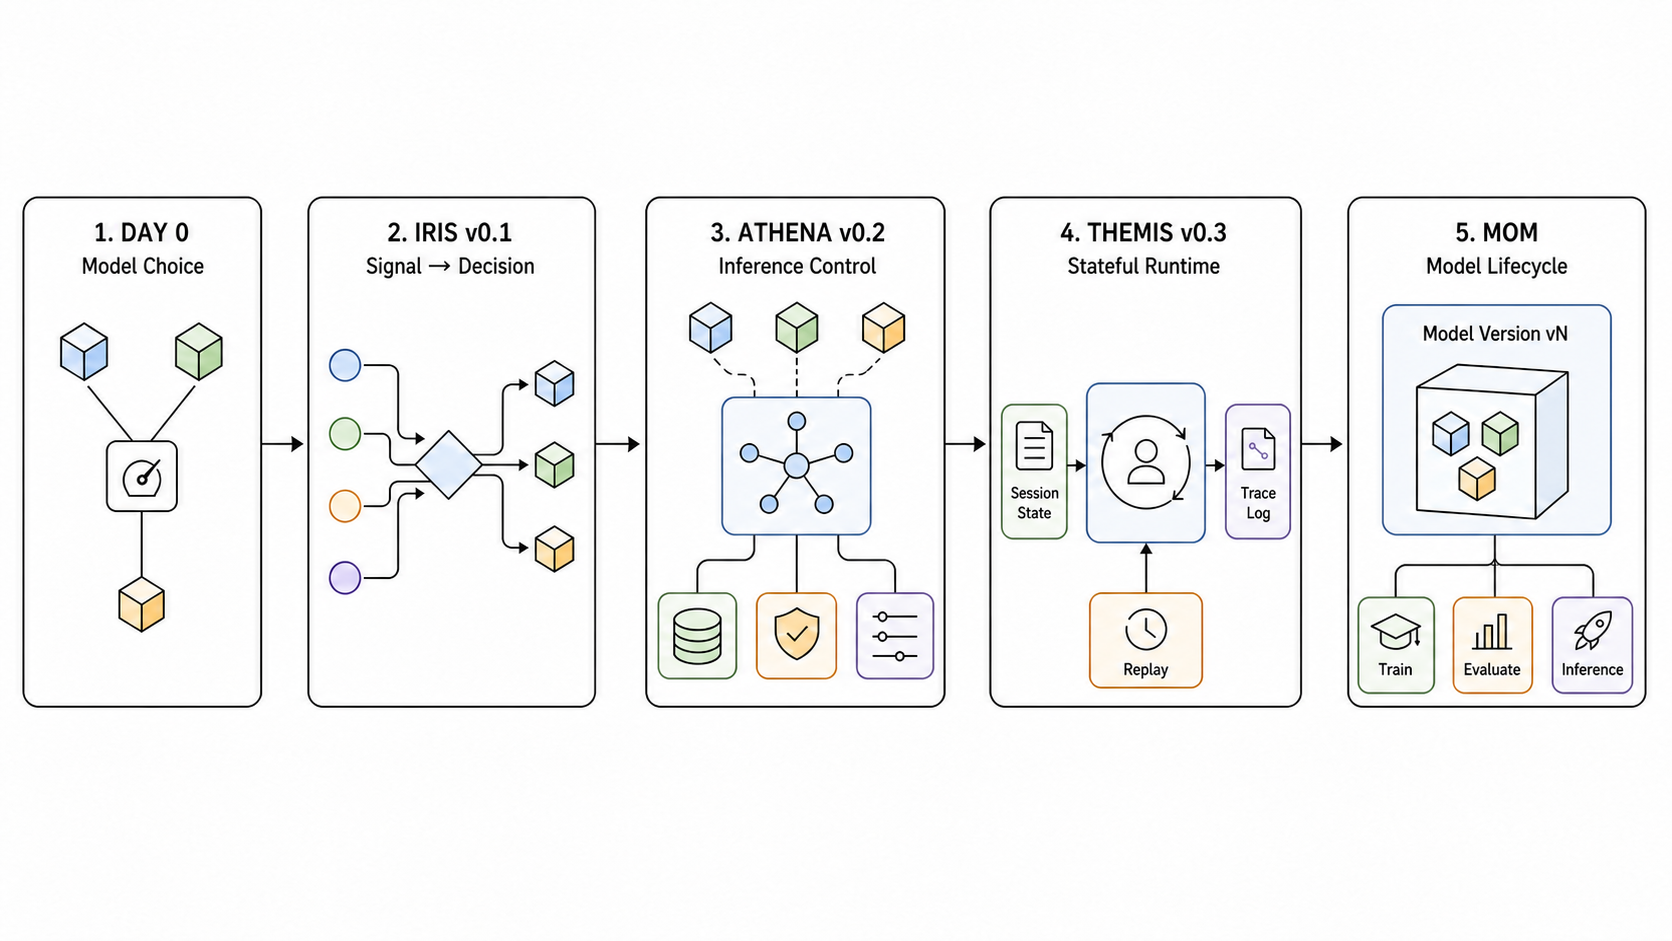 1. DAY 0
Model Choice
2. IRIS v0.1
Signal → Decision
3. ATHENA v0.2
Inference Control
4. THEMIS v0.3
Stateful Runtime
Session
State
Trace
Log
Replay
5. MOM
Model Lifecycle
Model Version vN
Train
Evaluate
Inference